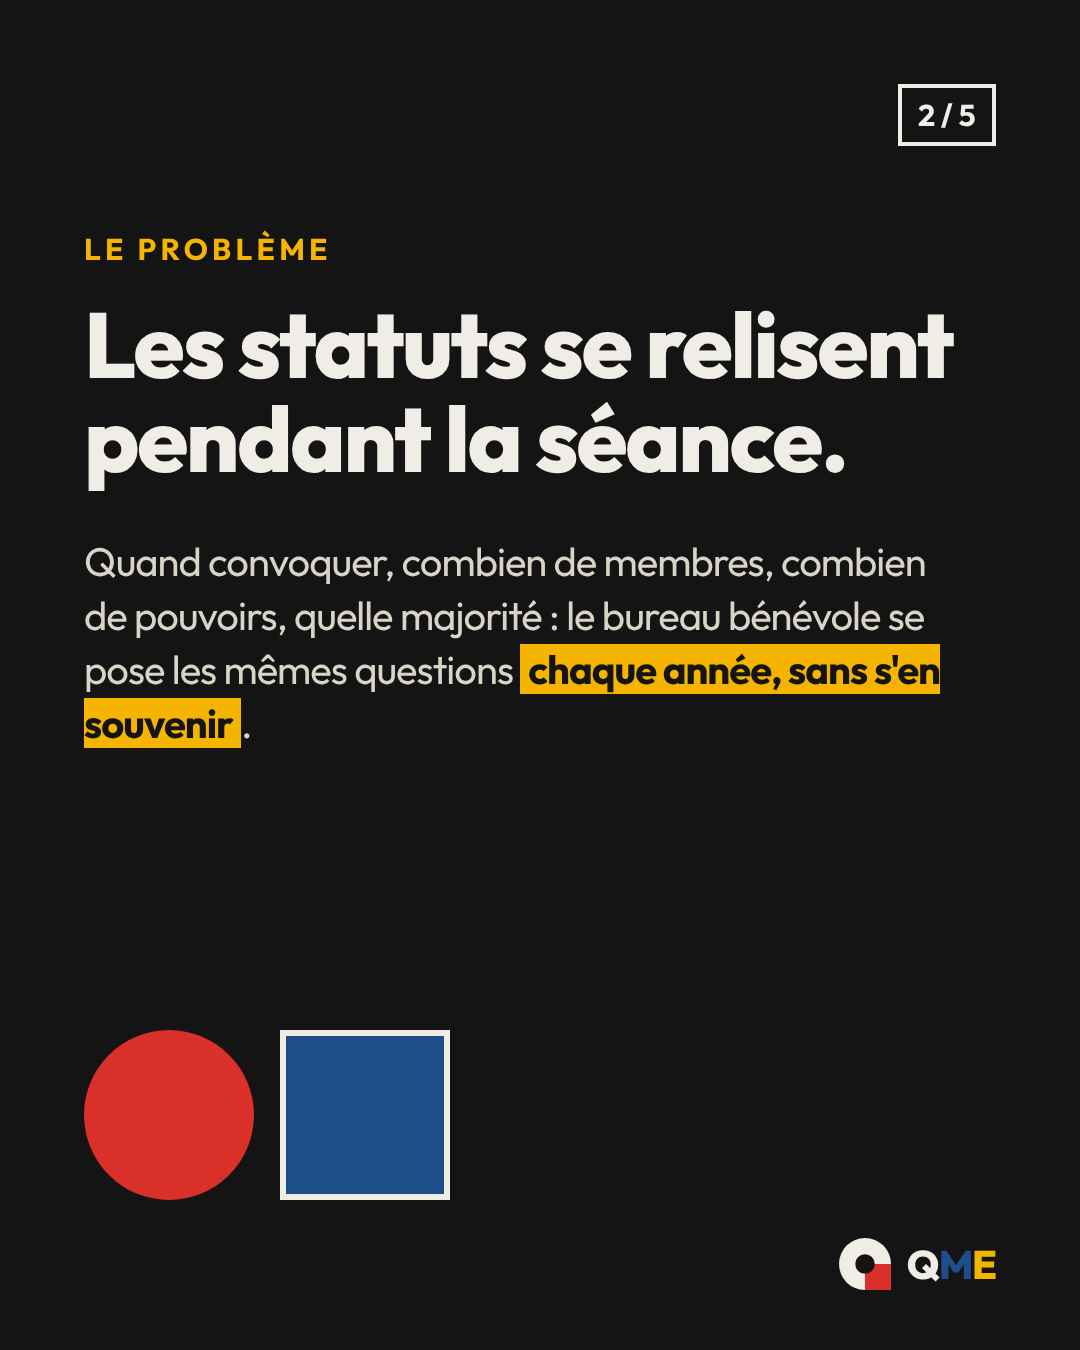 2 / 5
LE PROBLÈME
Les statuts se relisent
pendant la séance.
Quand convoquer, combien de membres, combien
de pouvoirs, quelle majorité : le bureau bénévole se
pose les mêmes questions chaque année, sans s'en
souvenir .
QME